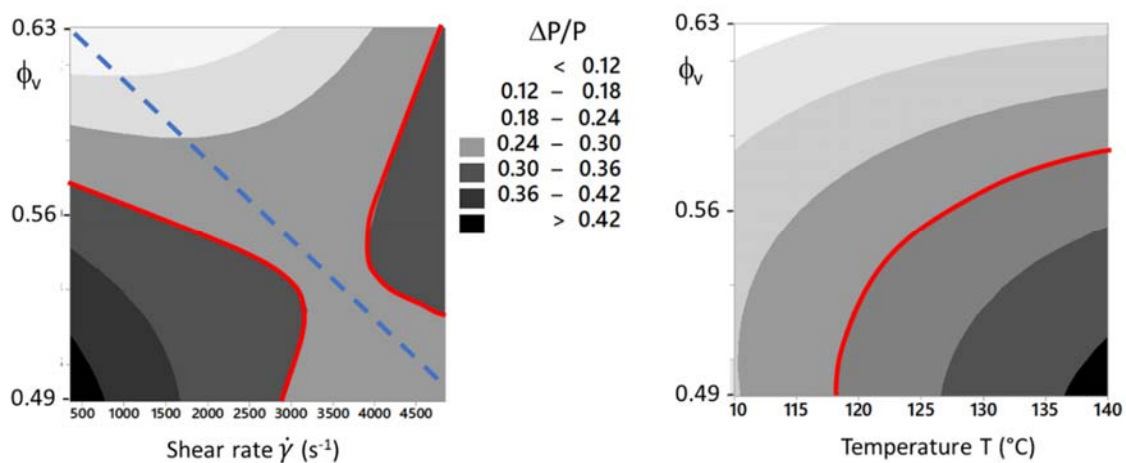 0.63
ϕv
0.56
0.49
500 1000 1500 2000 2500 3000 3500 4000 4500
Shear rate γ̇ (s⁻¹)
ΔP/P
< 0.12
0.12 – 0.18
0.18 – 0.24
0.24 – 0.30
0.30 – 0.36
0.36 – 0.42
> 0.42
0.63
ϕv
0.56
0.49
10 115 120 125 130 135 140
Temperature T (°C)